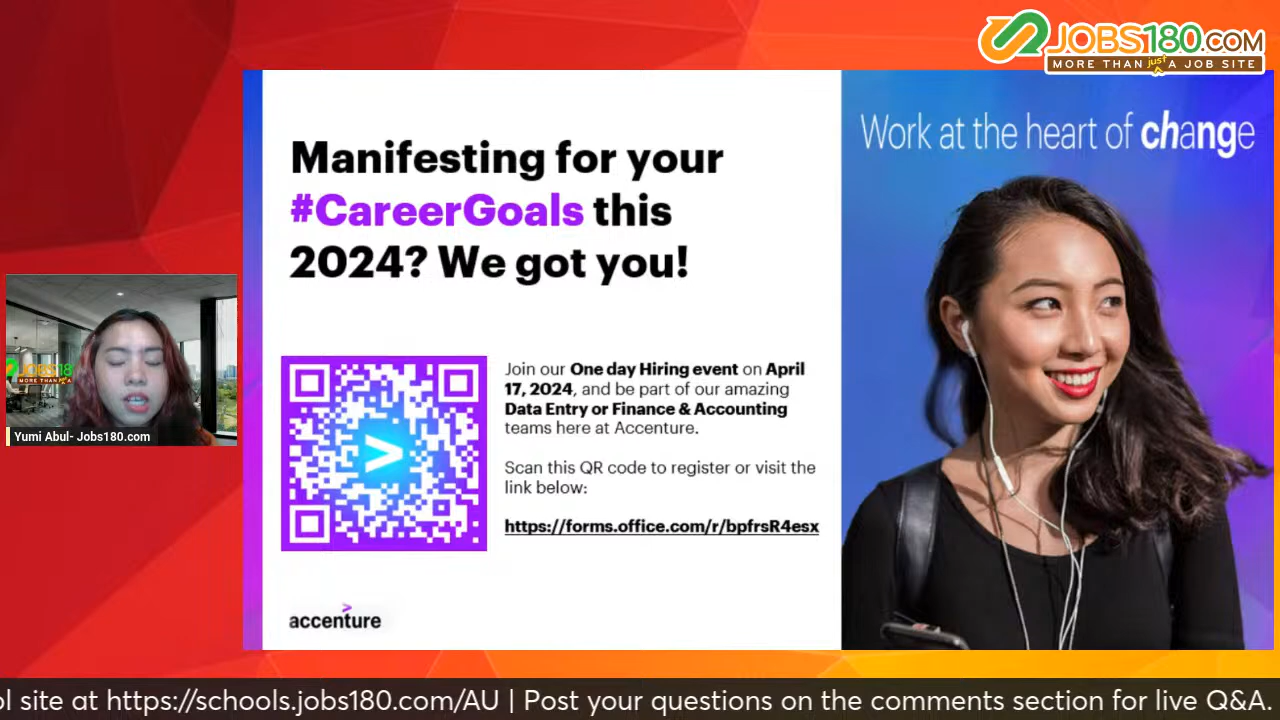 JOBS180.COM
MORE THAN just A JOB SITE
Work at the heart of change
Manifesting for your
#CareerGoals this
2024? We got you!
Join our One day Hiring event on April
17, 2024, and be part of our amazing
Data Entry or Finance & Accounting
teams here at Accenture.
Scan this QR code to register or visit the
link below:
https://forms.office.com/r/bpfrsR4esx
accenture
JOBS18
MORE THAN
Yumi Abul- Jobs180.com
ol site at https://schools.jobs180.com/AU | Post your questions on the comments section for live Q&A.